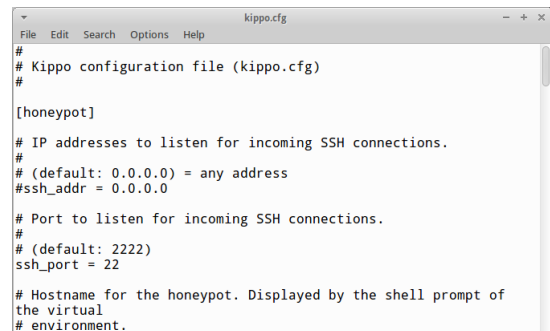 kippo.cfg
File Edit Search Options Help
#
# Kippo configuration file (kippo.cfg)
#
[honeypot]
# IP addresses to listen for incoming SSH connections.
#
# (default: 0.0.0.0) = any address
#ssh_addr = 0.0.0.0
# Port to listen for incoming SSH connections.
#
# (default: 2222)
ssh_port = 22
# Hostname for the honeypot. Displayed by the shell prompt of
the virtual
# environment.